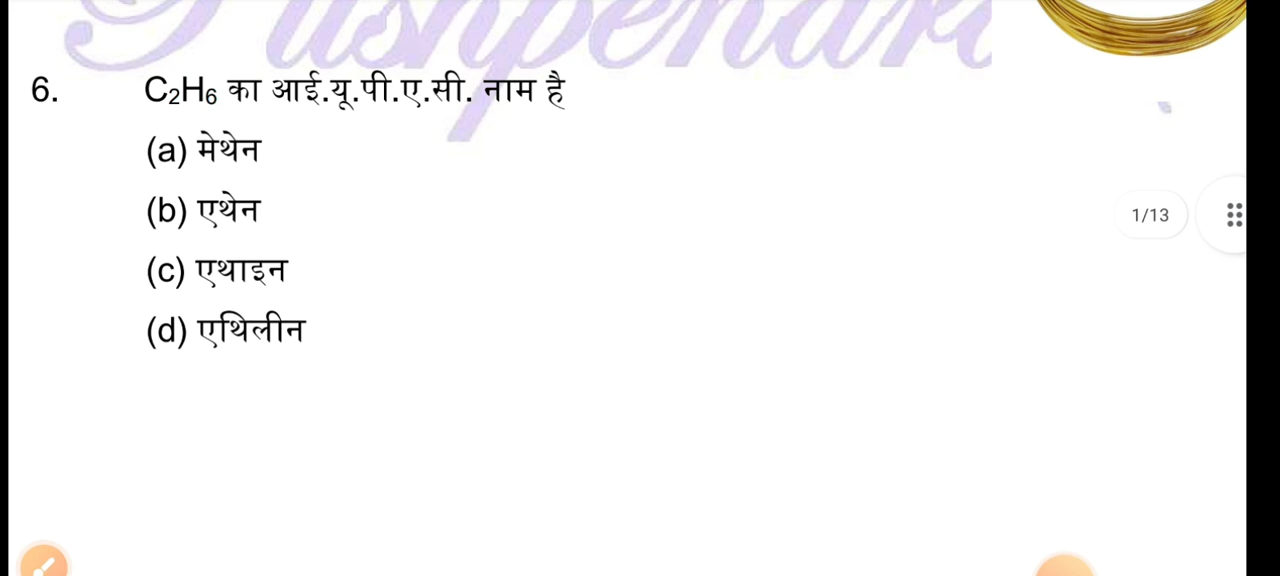 6. C₂H₆ का आई.यू.पी.ए.सी. नाम है
(a) मेथेन
(b) एथेन
1/13
(c) एथाइन
(d) एथिलीन